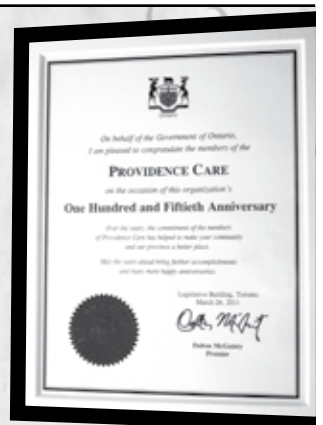 On behalf of the Government of Ontario,
I am pleased to congratulate the members of the
PROVIDENCE CARE
on the occasion of this organization's
One Hundred and Fiftieth Anniversary
Over the years, the commitment of the members
of Providence Care has helped to make your community
and our province a better place.
May the years ahead bring further accomplishments
and many more happy anniversaries.
Legislative Building, Toronto
March 26, 2011
Dalton McGuinty
Premier